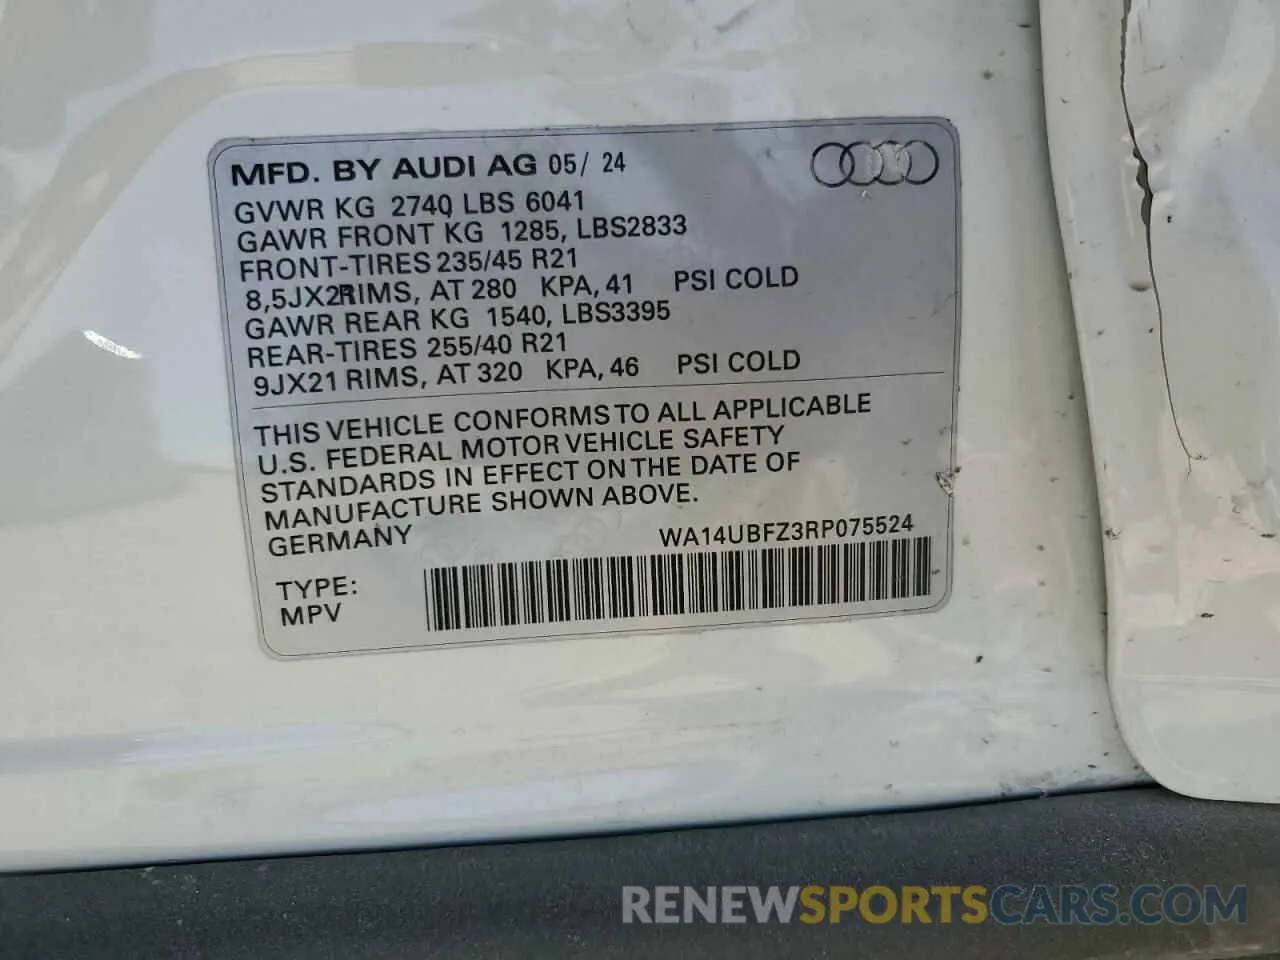 MFD. BY AUDI AG 05/ 24
GVWR KG 2740 LBS 6041
GAWR FRONT KG 1285, LBS2833
FRONT-TIRES 235/45 R21
8,5JX21RIMS, AT 280 KPA, 41 PSI COLD
GAWR REAR KG 1540, LBS3395
REAR-TIRES 255/40 R21
9JX21 RIMS, AT 320 KPA, 46 PSI COLD
THIS VEHICLE CONFORMS TO ALL APPLICABLE
U.S. FEDERAL MOTOR VEHICLE SAFETY
STANDARDS IN EFFECT ON THE DATE OF
MANUFACTURE SHOWN ABOVE.
GERMANY
WA14UBFZ3RP075524
TYPE:
MPV
RENEWSPORTSCARS.COM